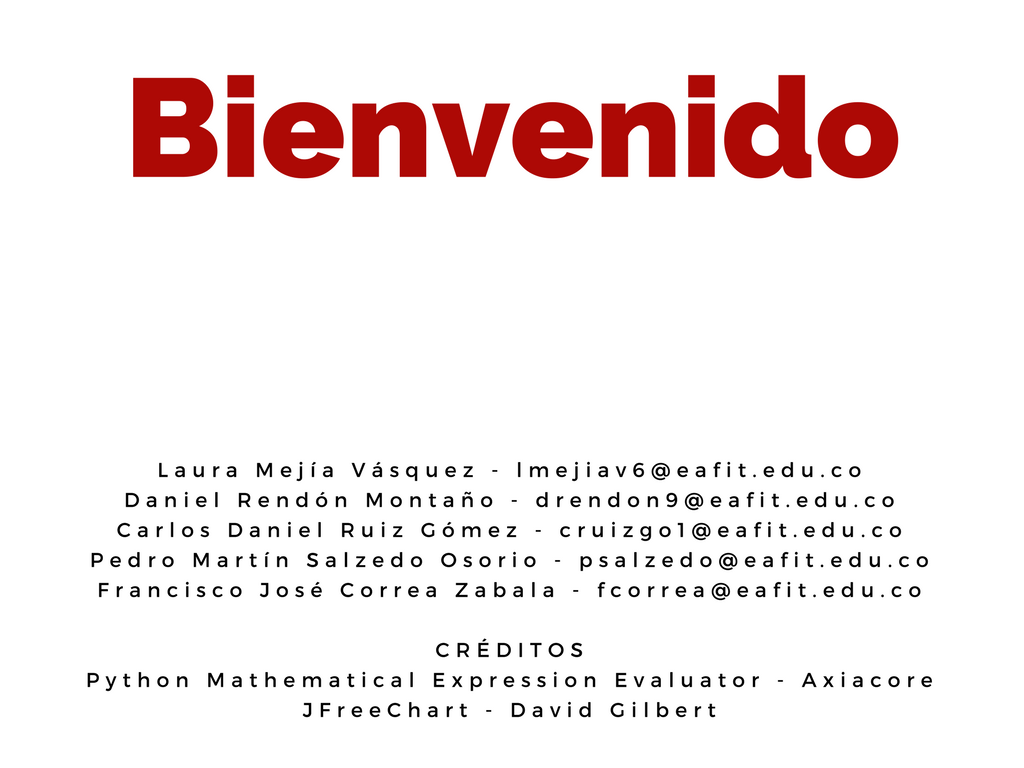 Bienvenido
Laura Mejía Vásquez - lmejiav6@eafit.edu.co
Daniel Rendón Montaño - drendon9@eafit.edu.co
Carlos Daniel Ruiz Gómez - cruizgo1@eafit.edu.co
Pedro Martín Salzedo Osorio - psalzedo@eafit.edu.co
Francisco José Correa Zabala - fcorrea@eafit.edu.co
CRÉDITOS
Python Mathematical Expression Evaluator - Axiacore
JFreeChart - David Gilbert